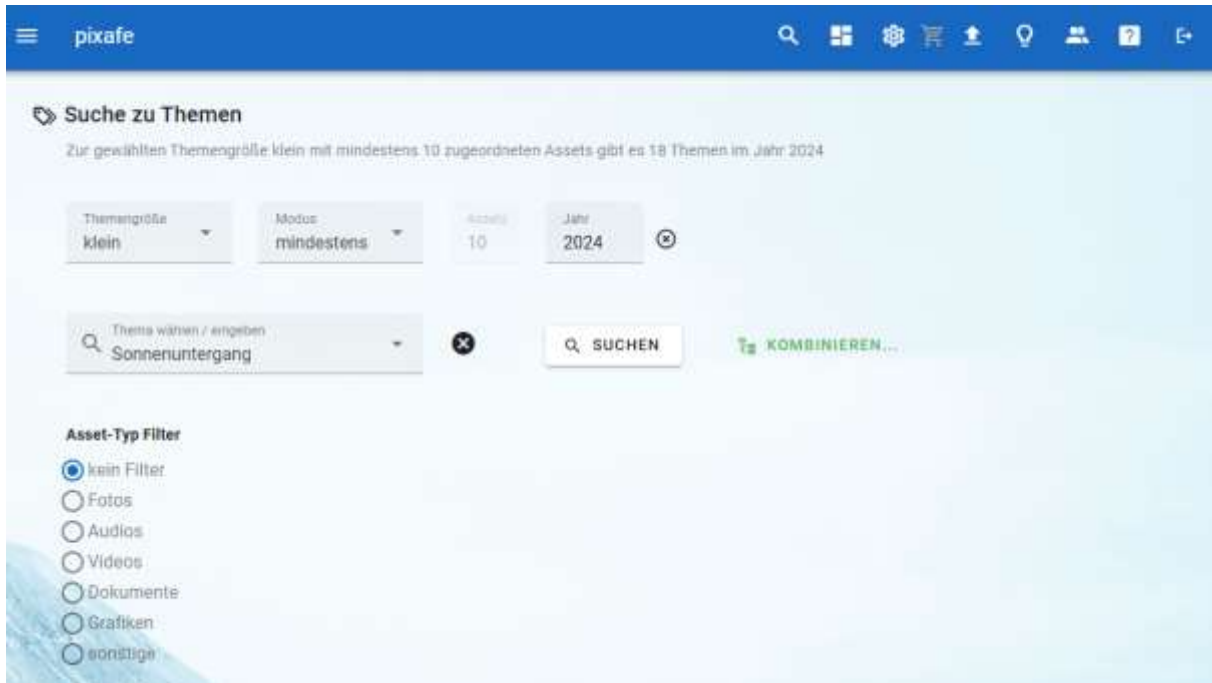 pixafe
Suche zu Themen
Zur gewählten Themengröße klein mit mindestens 10 zugeordneten Assets gibt es 18 Themen im Jahr 2024
Themengröße
klein
Modus
mindestens
Assets
10
Jahr
2024
Thema wählen / eingeben
Sonnenuntergang
SUCHEN
KOMBINIEREN...
Asset-Typ Filter
kein Filter
Fotos
Audios
Videos
Dokumente
Grafiken
sonstige